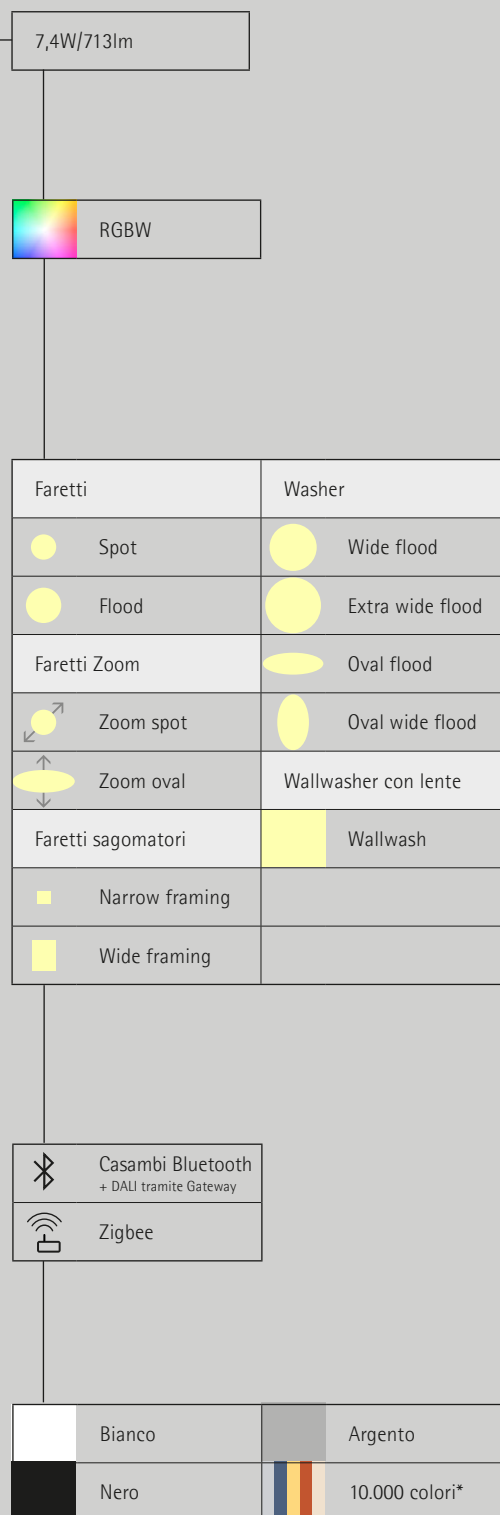 7,4W/713lm
RGBW
Faretti
Washer
Spot
Wide flood
Flood
Extra wide flood
Faretti Zoom
Oval flood
Zoom spot
Oval wide flood
Zoom oval
Wallwasher con lente
Faretti sagomatori
Wallwash
Narrow framing
Wide framing
Casambi Bluetooth
+ DALI tramite Gateway
Zigbee
Bianco
Argento
Nero
10.000 colori*